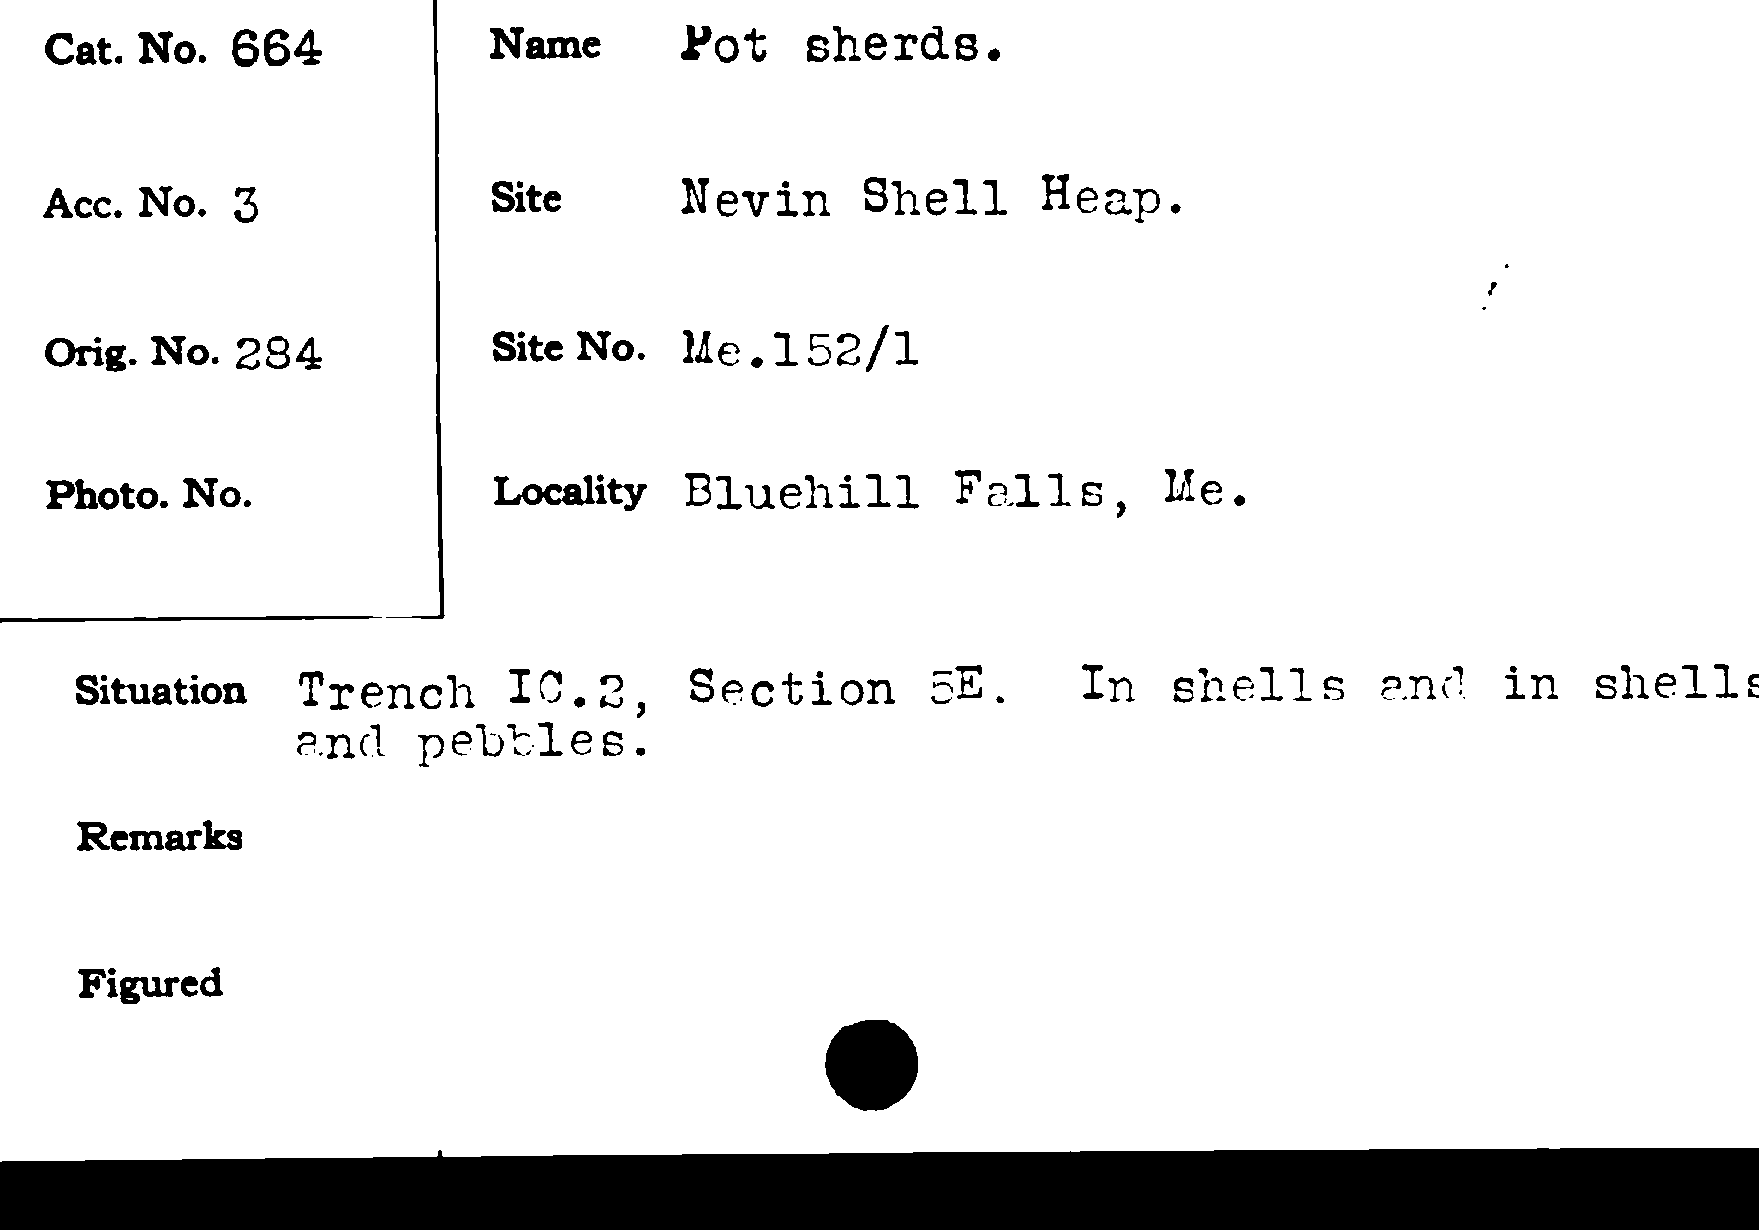 Cat. No. 664
Name Pot sherds.
Acc. No. 3
Site Nevin Shell Heap.
Orig. No. 284
Site No. Me.152/1
Photo. No.
Locality Bluehill Falls, Me.
Situation Trench IC.2, Section 5E. In shells and in shells
and pebbles.
Remarks
Figured